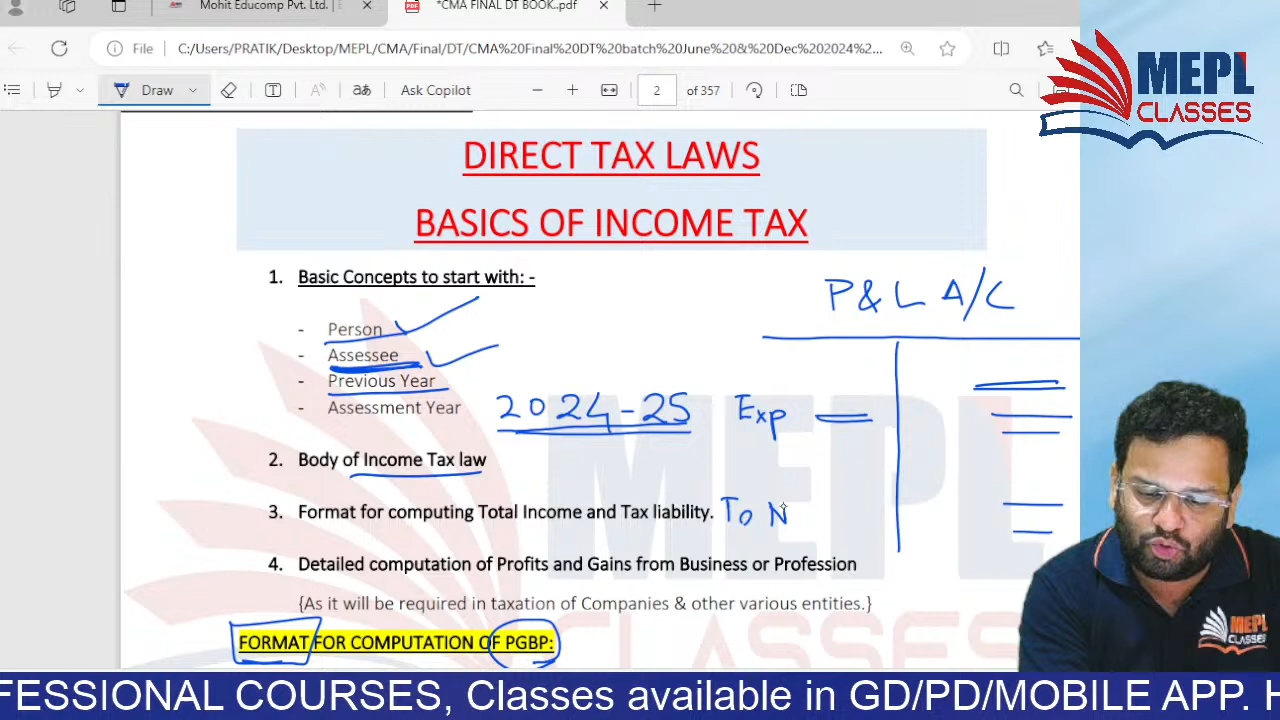 Mohit Educomp Pvt. Ltd. | E
*CMA FINAL DT BOOK..pdf
File
C:/Users/PRATIK/Desktop/MEPL/CMA/Final/DT/CMA%20Final%20DT%20batch%20June%20&%20Dec%202024%2...
Draw
Ask Copilot
2 of 357
MEPL
CLASSES
DIRECT TAX LAWS
BASICS OF INCOME TAX
1. Basic Concepts to start with: -
P & L A/C
- Person
- Assessee
- Previous Year
- Assessment Year
2024-25
Exp
2. Body of Income Tax law
3. Format for computing Total Income and Tax liability.
To N
4. Detailed computation of Profits and Gains from Business or Profession
{As it will be required in taxation of Companies & other various entities.}
FORMAT FOR COMPUTATION OF PGBP:
MEPL
CLASSES
MEPL
CLASSES
FESSIONAL COURSES, Classes available in GD/PD/MOBILE APP. H